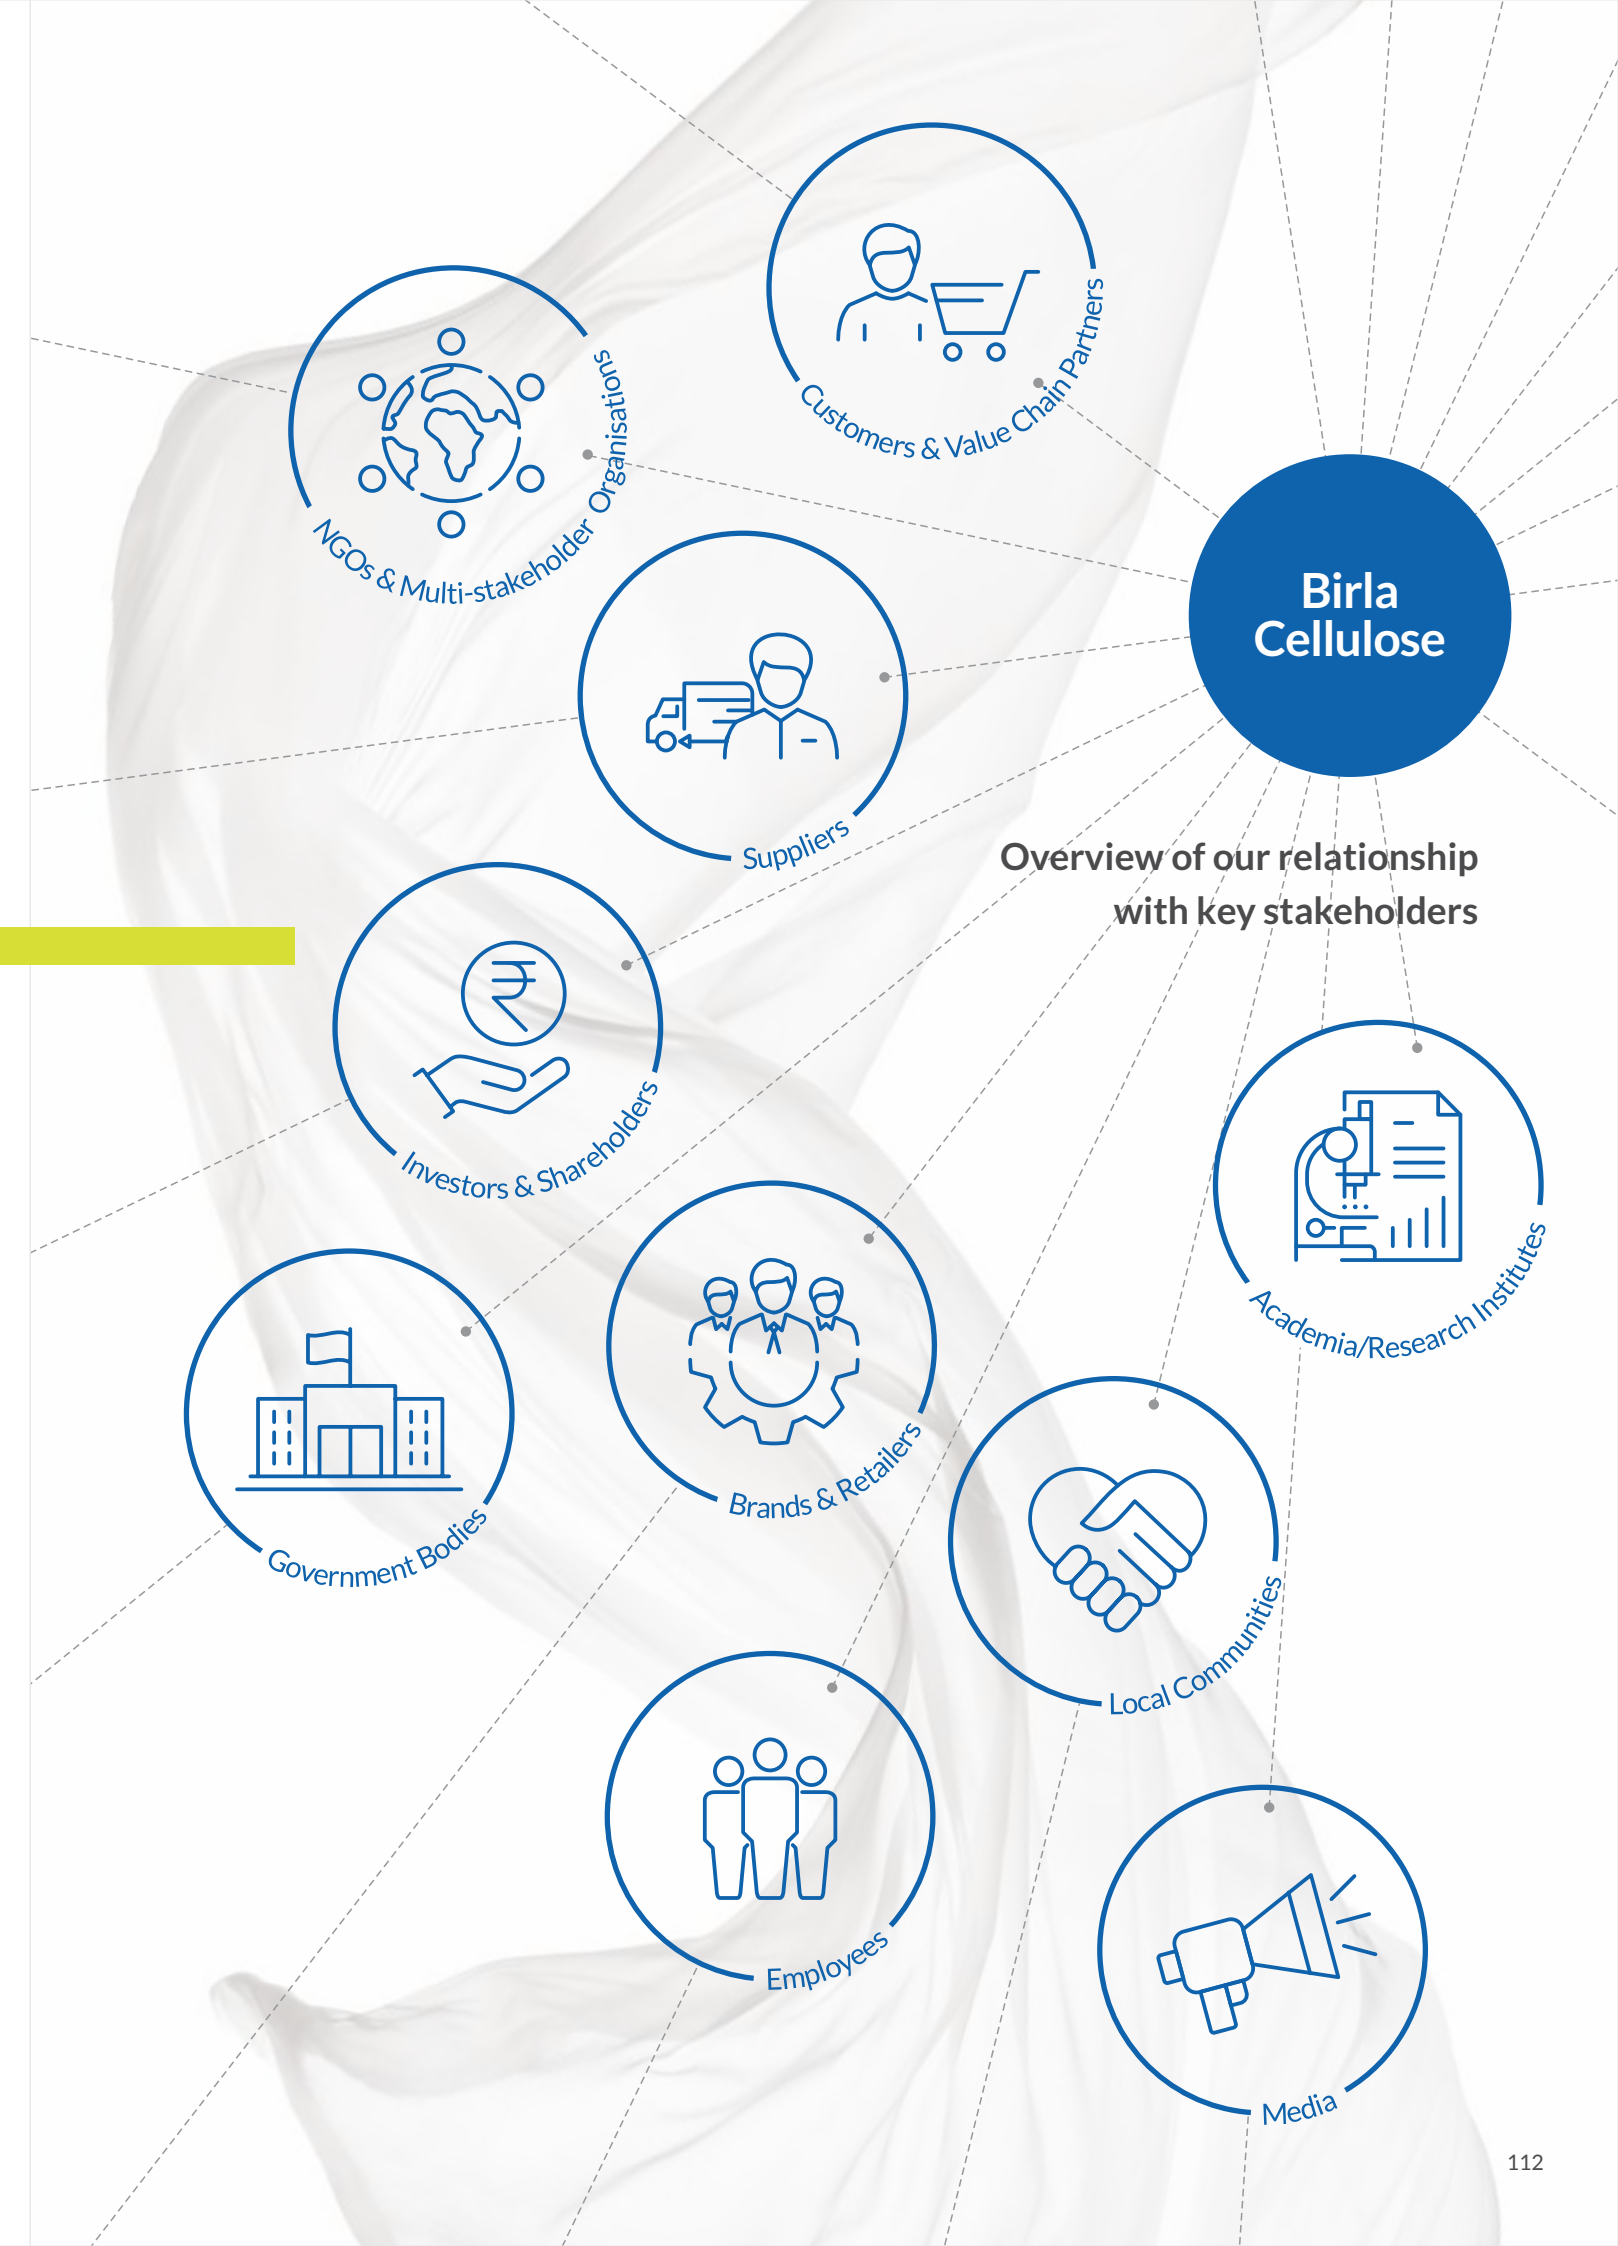 Customers & Value Chain Partners
NGOs & Multi-stakeholder Organisations
Birla
Cellulose
Suppliers
Overview of our relationship
with key stakeholders
Investors & Shareholders
Academia/Research Institutes
Brands & Retailers
Government Bodies
Local Communities
Employees
Media
112